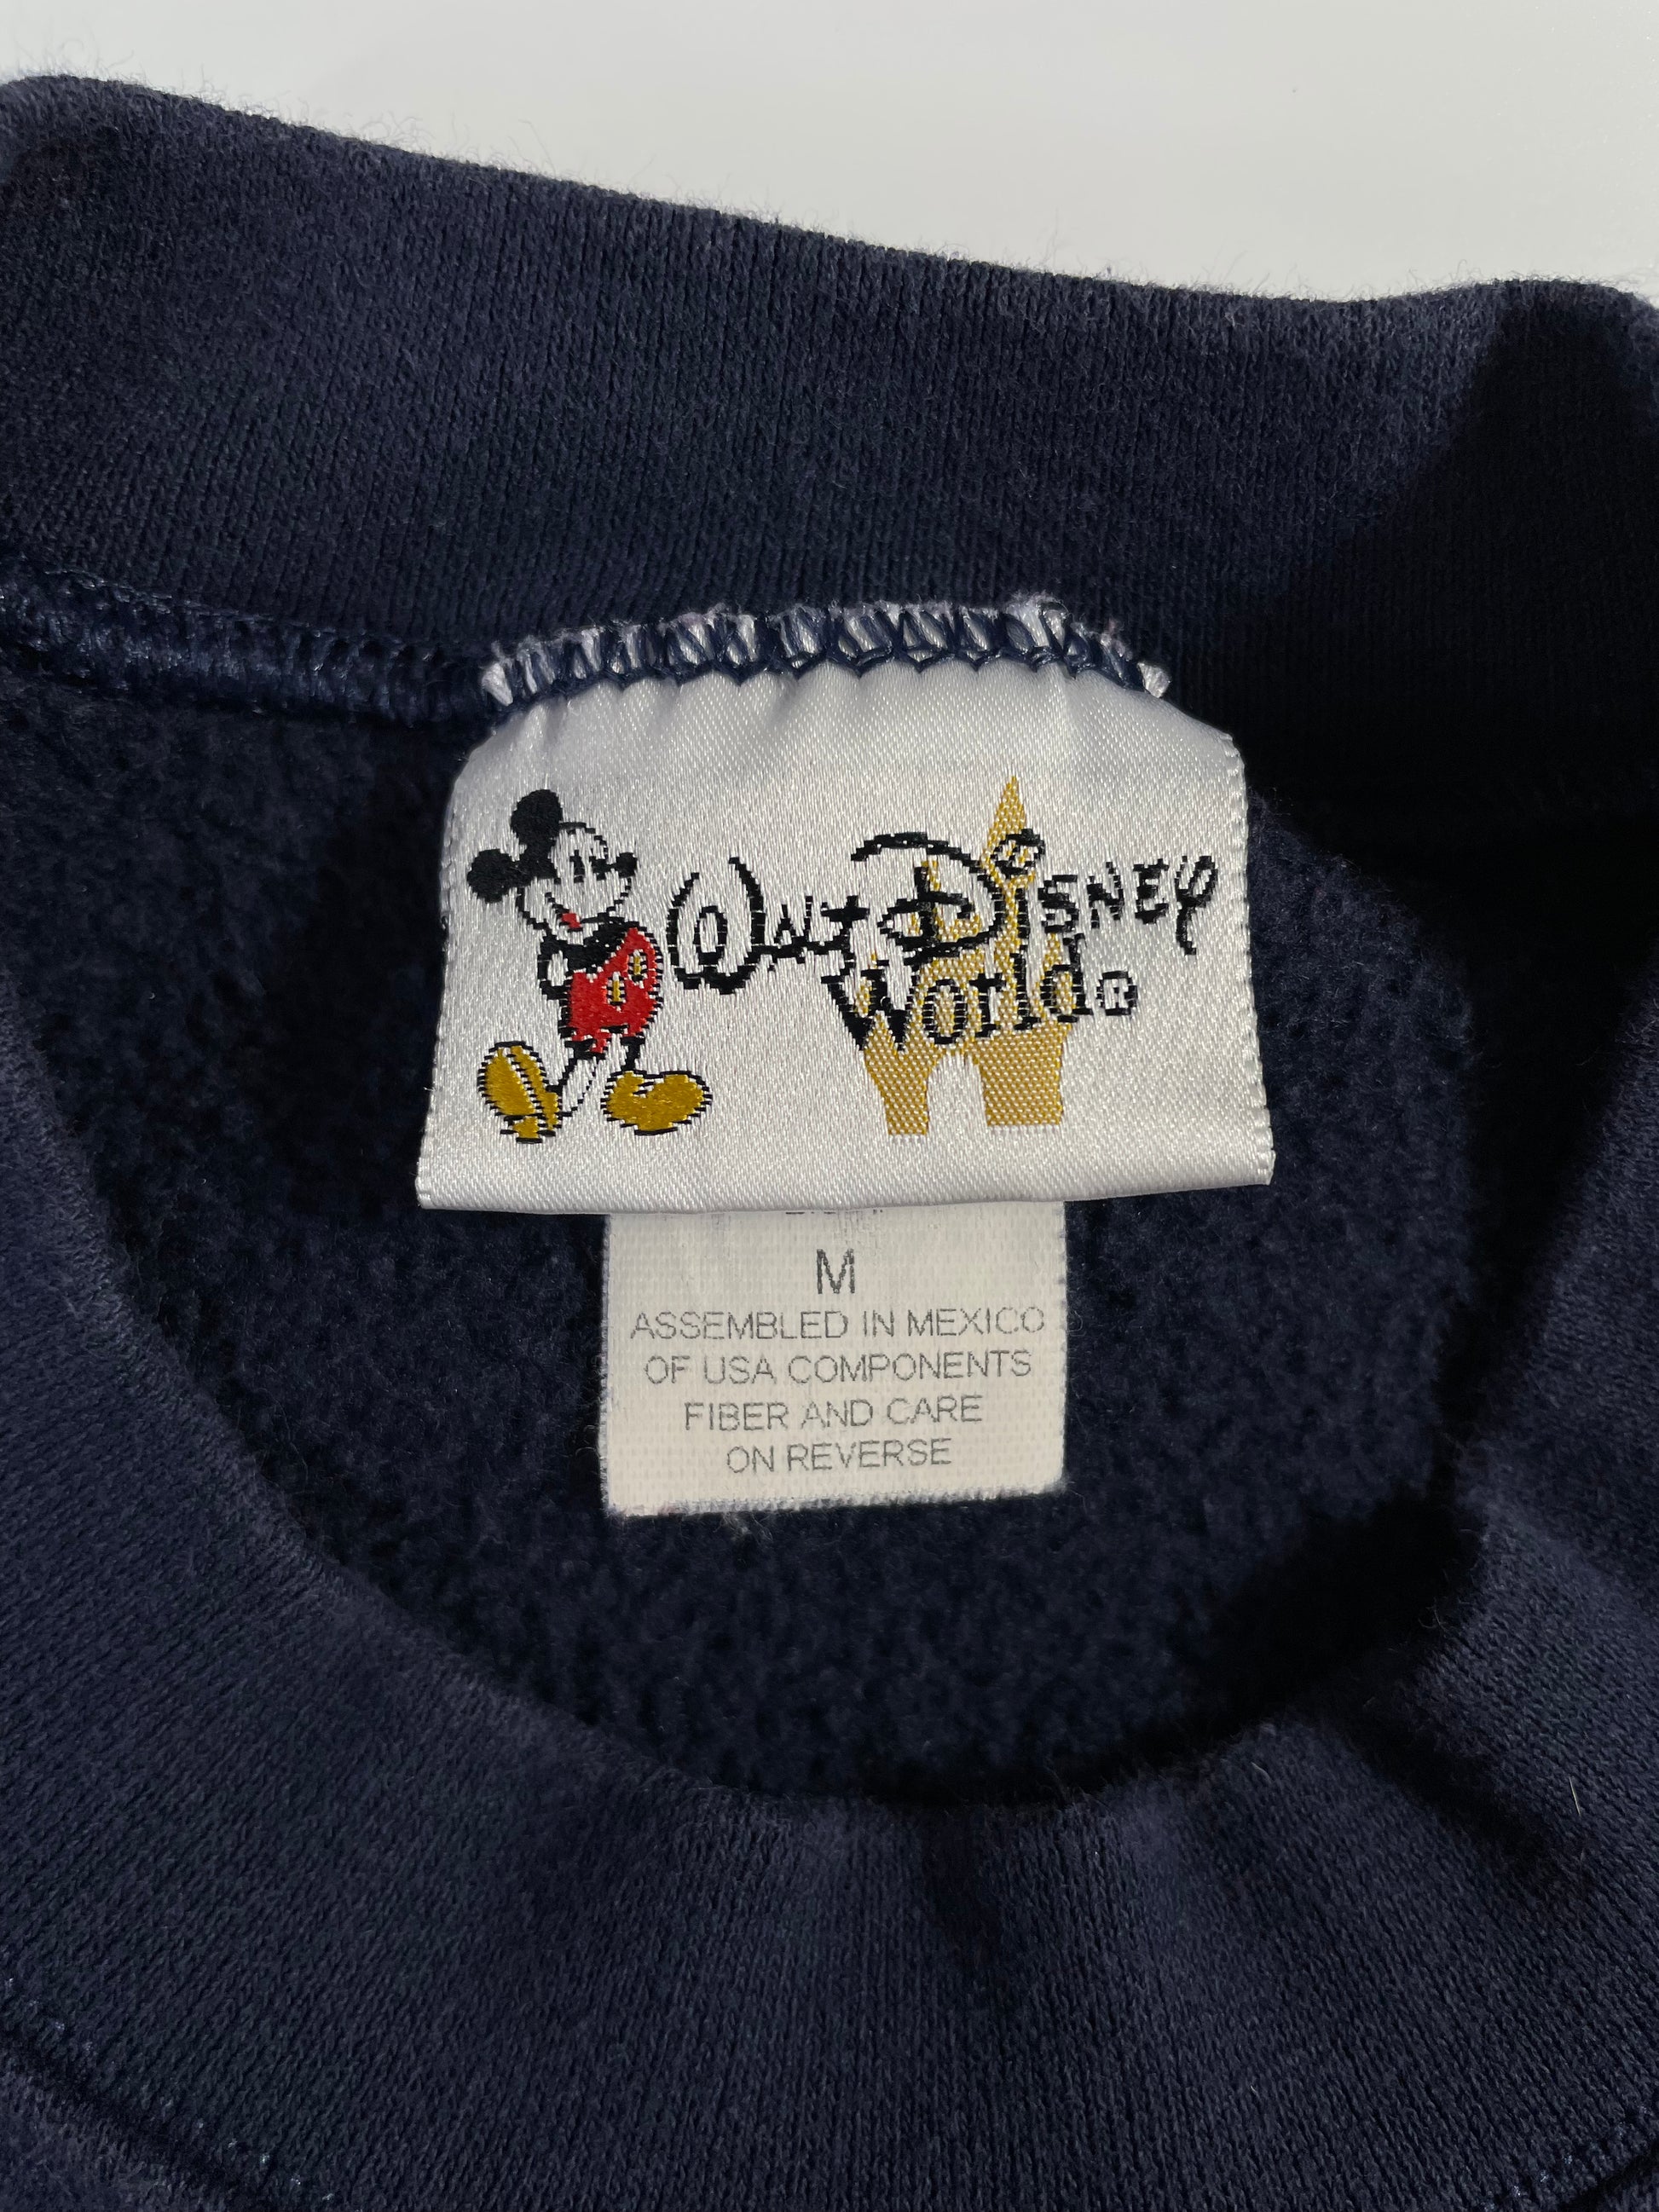 Walt Disney
World®
M
ASSEMBLED IN MEXICO
OF USA COMPONENTS
FIBER AND CARE
ON REVERSE